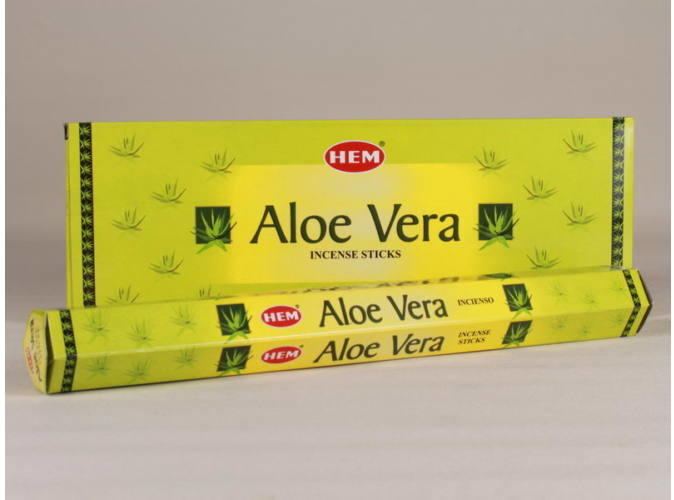 HEM
Aloe Vera
INCENSE STICKS
HEM
Aloe Vera
INCIENSO
HEM
Aloe Vera
INCENSE
STICKS